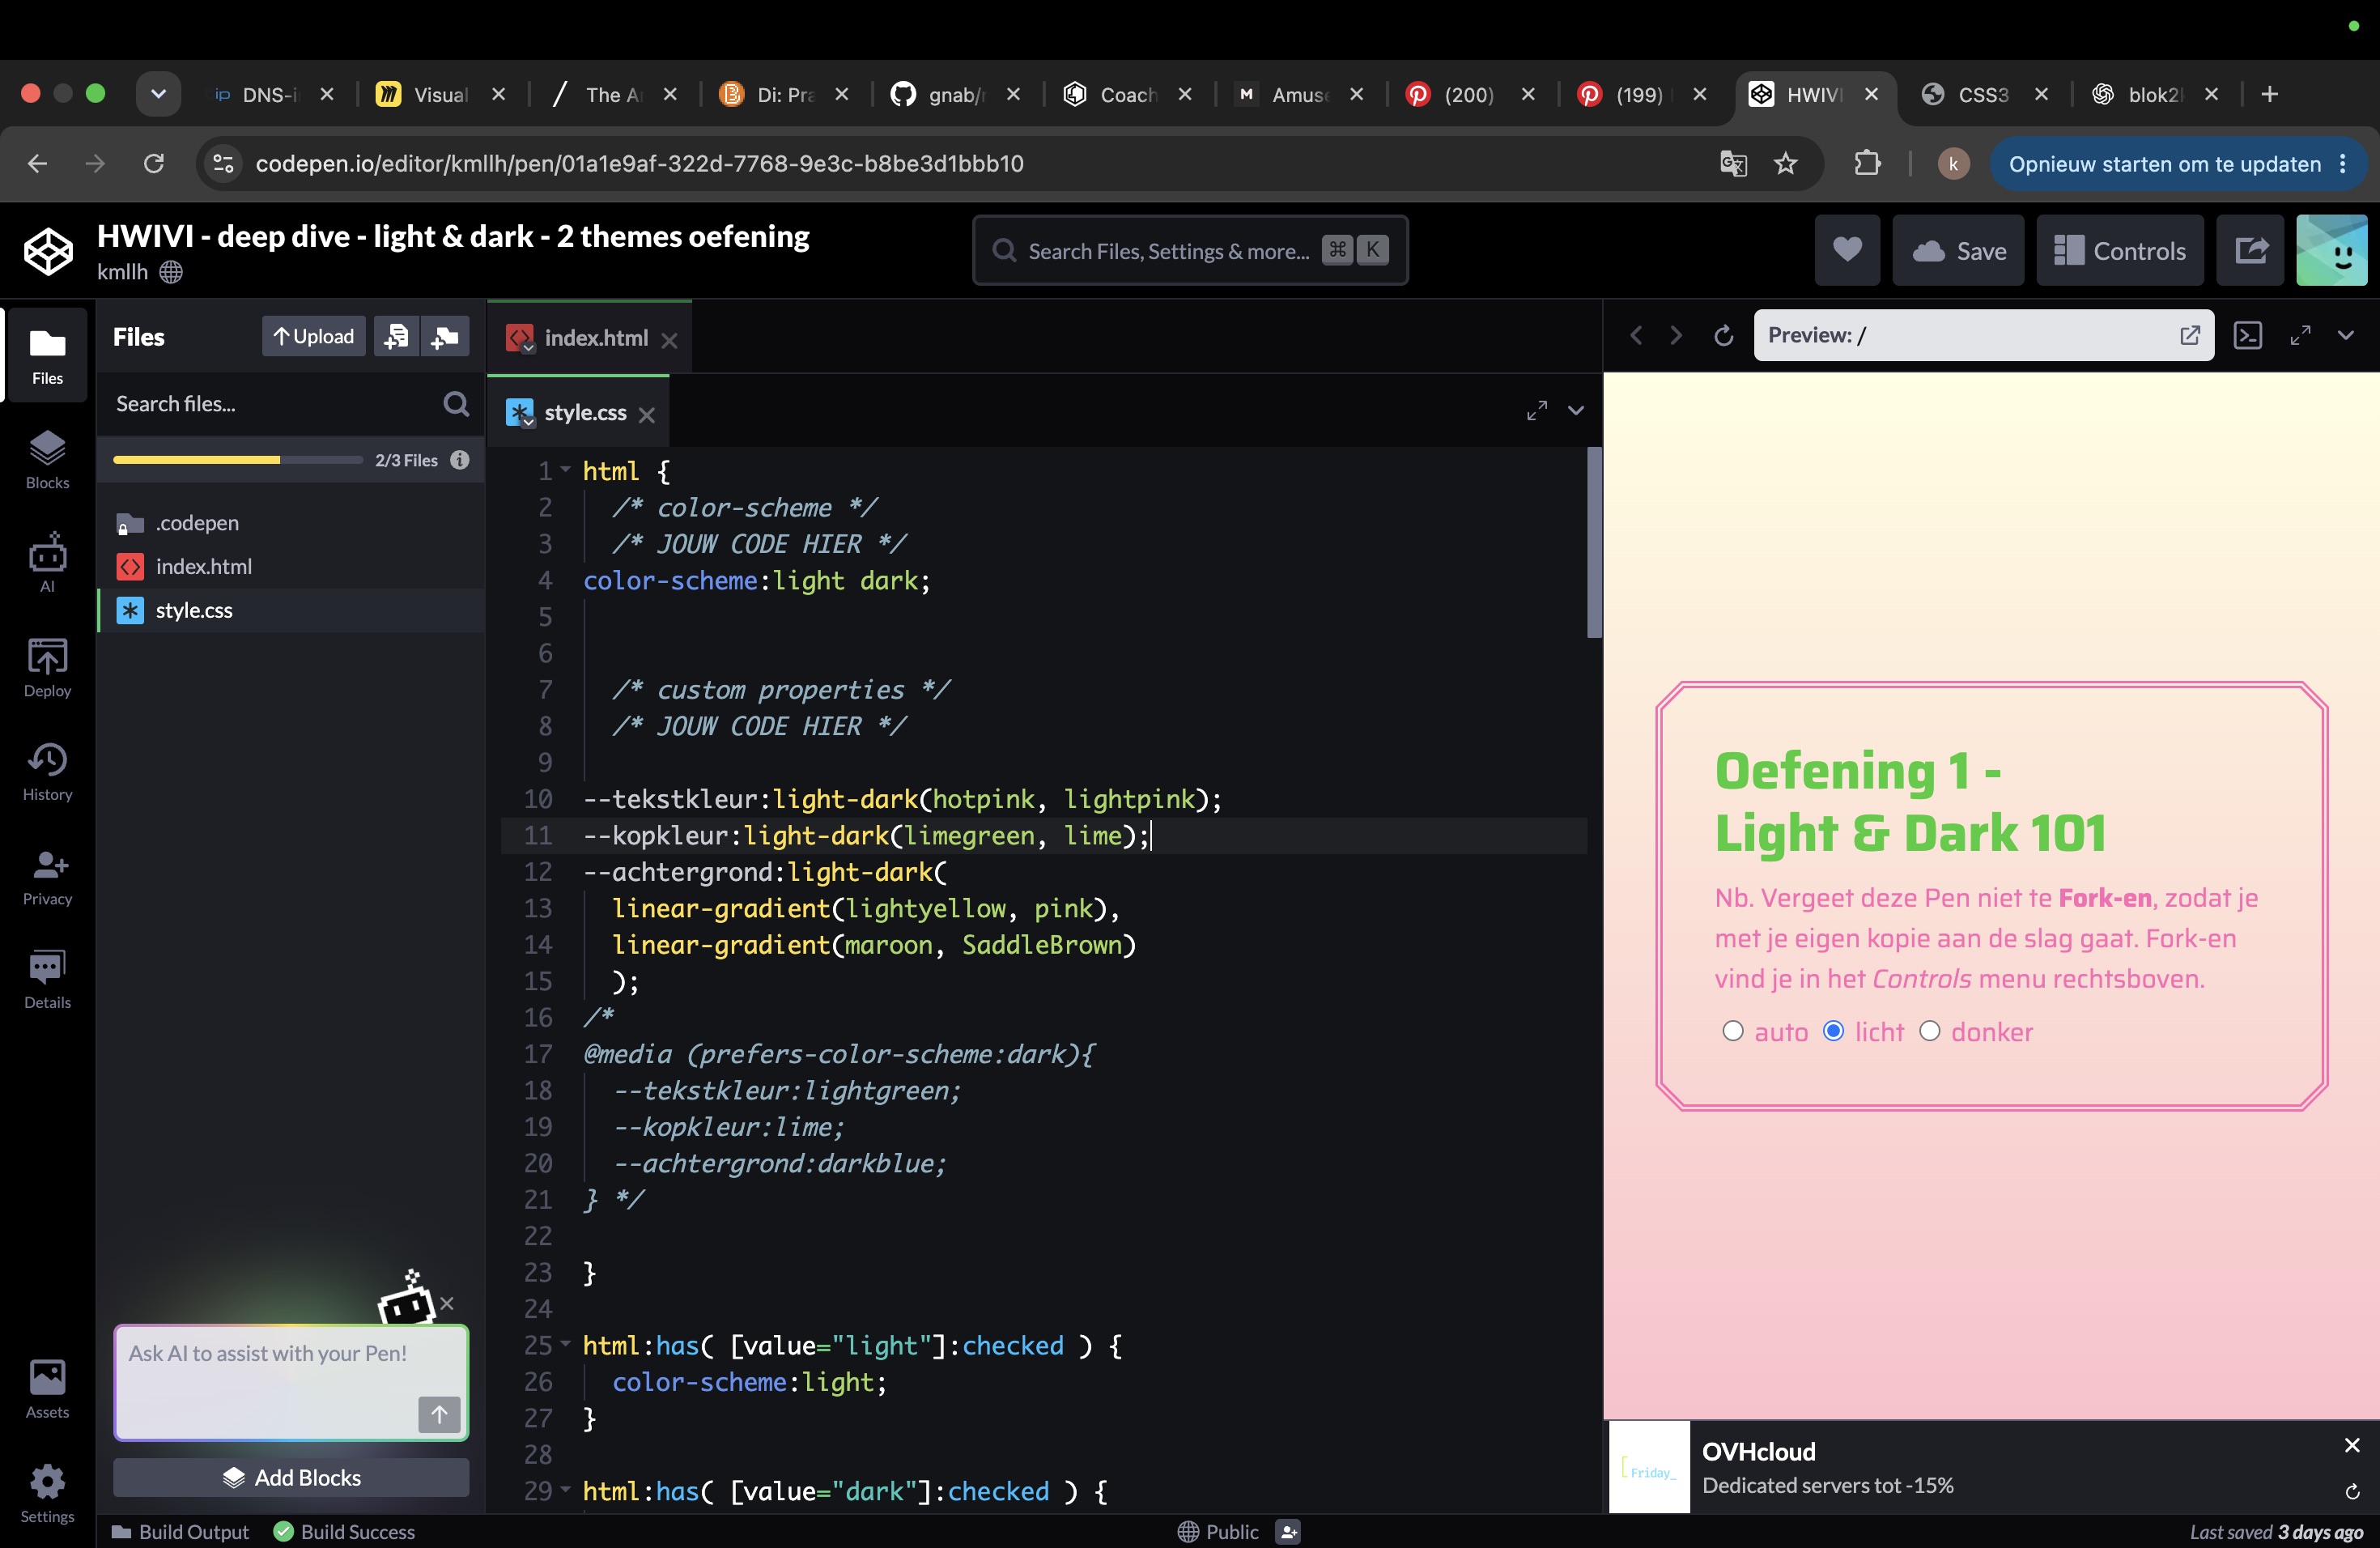 DNS-i
Visual
The A
Di: Pra
gnab/r
Coach
Amuse
(200)
(199)
HWIVI
CSS3
blok2
codepen.io/editor/kmllh/pen/01a1e9af-322d-7768-9e3c-b8be3d1bbb10
k
Opnieuw starten om te updaten
HWIVI - deep dive - light & dark - 2 themes oefening
kmllh
Search Files, Settings & more... ⌘ K
Save
Controls
Files
Blocks
AI
Deploy
History
Privacy
Details
Assets
Settings
Files
Upload
Search files...
2/3 Files
.codepen
index.html
style.css
Ask AI to assist with your Pen!
Add Blocks
index.html
style.css
1 html {
2 /* color-scheme */
3 /* JOUW CODE HIER */
4 color-scheme:light dark;
5
6
7 /* custom properties */
8 /* JOUW CODE HIER */
9
10 --tekstkleur:light-dark(hotpink, lightpink);
11 --kopkleur:light-dark(limegreen, lime);
12 --achtergrond:light-dark(
13 linear-gradient(lightyellow, pink),
14 linear-gradient(maroon, SaddleBrown)
15 );
16 /*
17 @media (prefers-color-scheme:dark){
18 --tekstkleur:lightgreen;
19 --kopkleur:lime;
20 --achtergrond:darkblue;
21 } */
22
23 }
24
25 html:has( [value="light"]:checked ) {
26 color-scheme:light;
27 }
28
29 html:has( [value="dark"]:checked ) {
Preview: /
Oefening 1 -
Light & Dark 101
Nb. Vergeet deze Pen niet te Fork-en, zodat je
met je eigen kopie aan de slag gaat. Fork-en
vind je in het Controls menu rechtsboven.
auto licht donker
[ Friday_
OVHcloud
Dedicated servers tot -15%
Build Output
Build Success
Public
Last saved 3 days ago